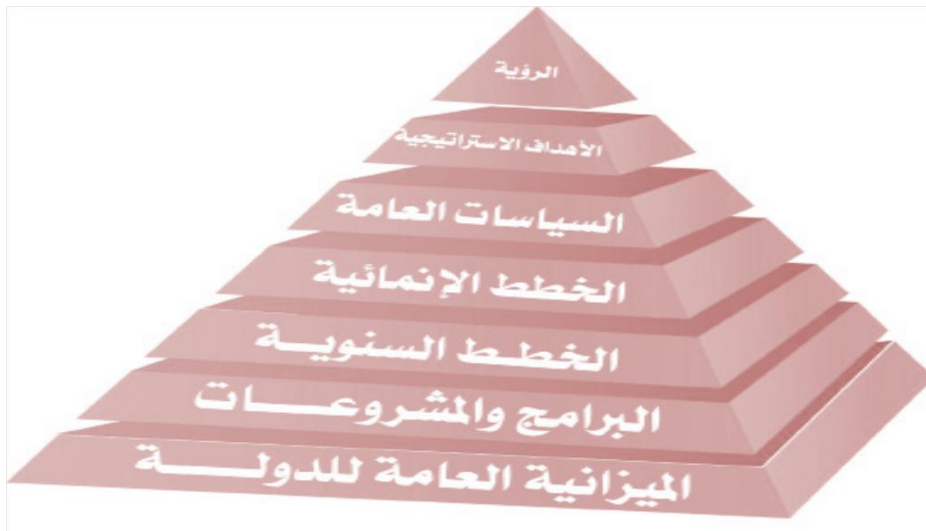 الرؤية
الأهداف الاستراتيجية
السياسات العامة
الخطط الإنمائية
الخطط السنوية
البرامج والمشروعات
الميزانية العامة للدولة